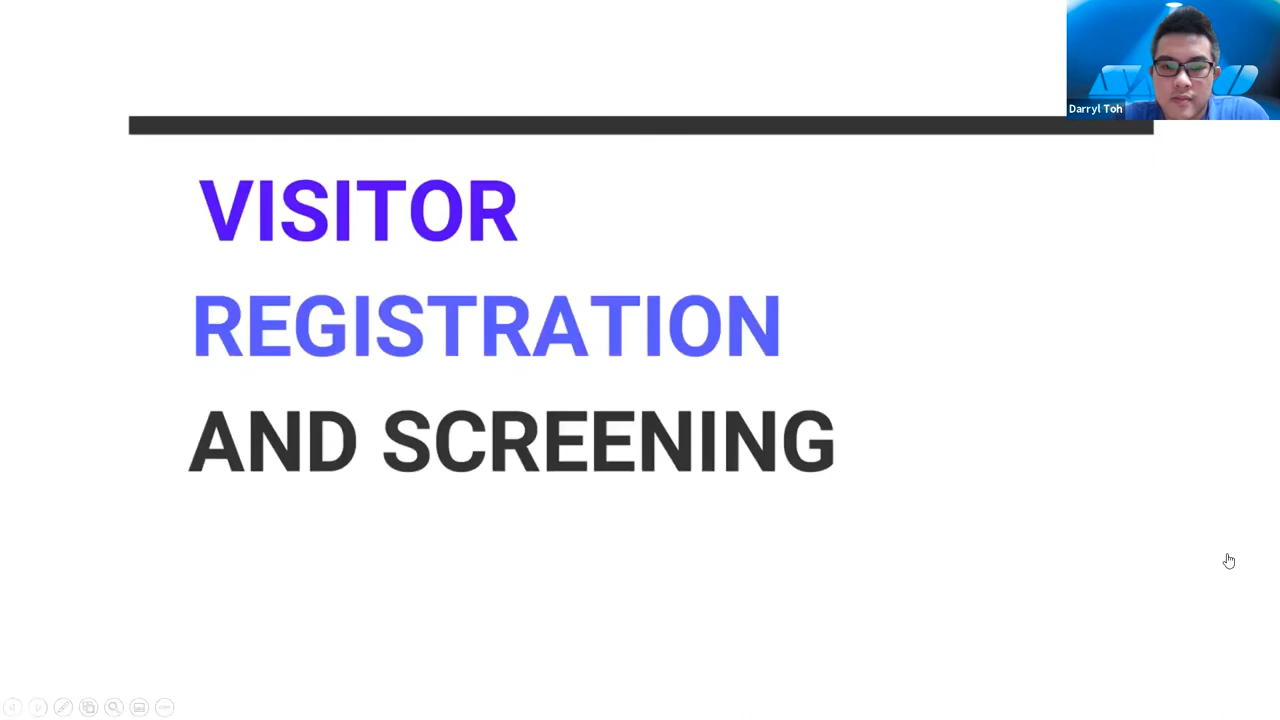 Darryl Toh
VISITOR
REGISTRATION
AND SCREENING